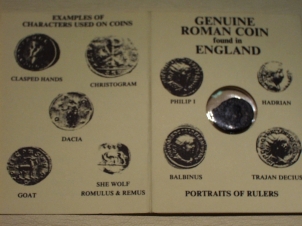 EXAMPLES OF
CHARACTERS USED ON COINS
CLASPED HANDS
CHRISTOGRAM
DACIA
GOAT
SHE WOLF
ROMULUS & REMUS
GENUINE
ROMAN COIN
found in
ENGLAND
PHILIP I
HADRIAN
BALBINUS
TRAJAN DECIUS
PORTRAITS OF RULERS